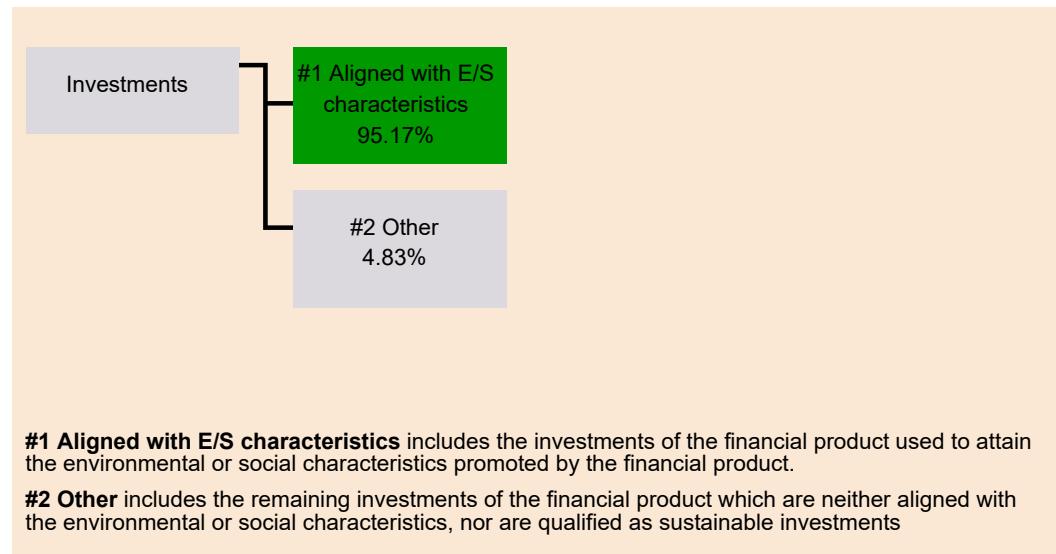 Investments
#1 Aligned with E/S
characteristics
95.17%
#2 Other
4.83%
#1 Aligned with E/S characteristics includes the investments of the financial product used to attain
the environmental or social characteristics promoted by the financial product.
#2 Other includes the remaining investments of the financial product which are neither aligned with
the environmental or social characteristics, nor are qualified as sustainable investments